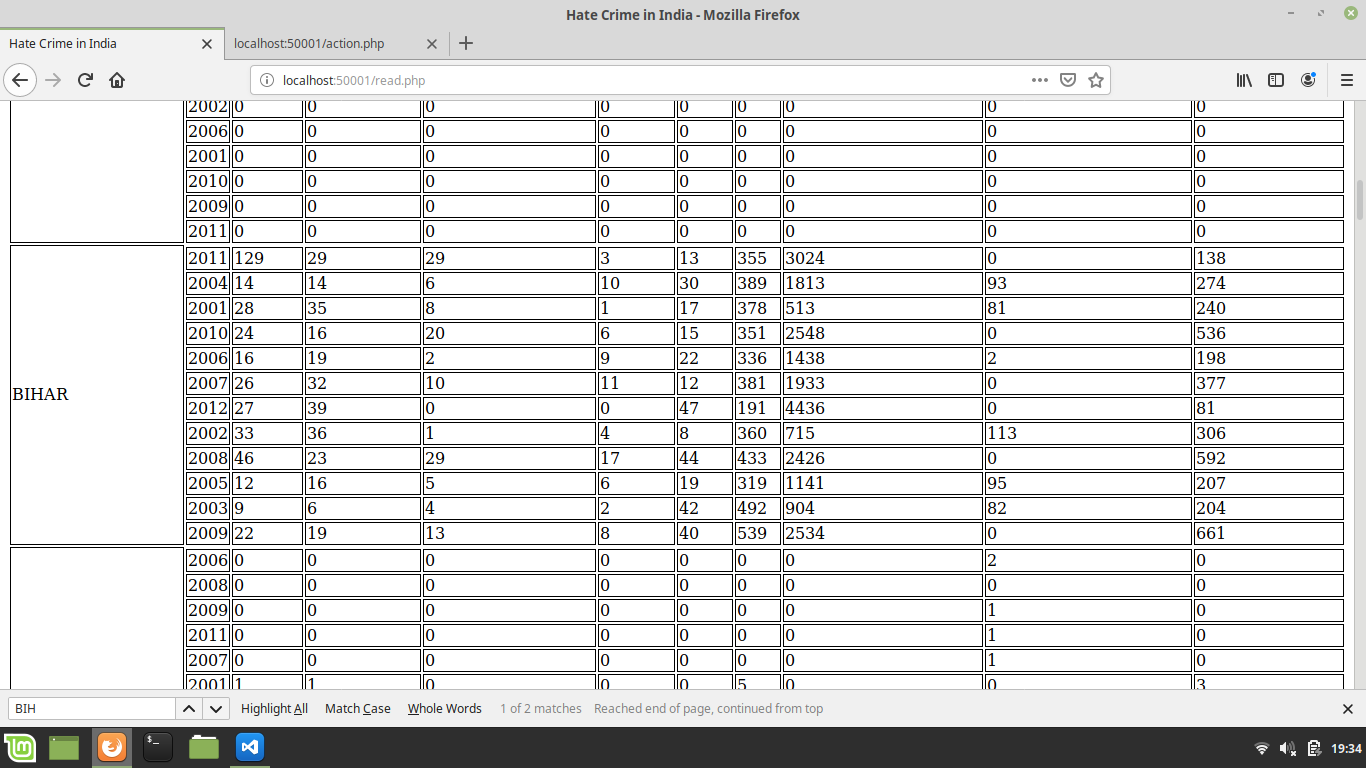 Hate Crime in India - Mozilla Firefox
Hate Crime in India
localhost:50001/action.php
localhost:50001/read.php
2002 0 0 0 0 0 0 0 0 0
2006 0 0 0 0 0 0 0 0 0
2001 0 0 0 0 0 0 0 0 0
2010 0 0 0 0 0 0 0 0 0
2009 0 0 0 0 0 0 0 0 0
2011 0 0 0 0 0 0 0 0 0
2011 129 29 29 3 13 355 3024 0 138
2004 14 14 6 10 30 389 1813 93 274
2001 28 35 8 1 17 378 513 81 240
2010 24 16 20 6 15 351 2548 0 536
2006 16 19 2 9 22 336 1438 2 198
2007 26 32 10 11 12 381 1933 0 377
BIHAR
2012 27 39 0 0 47 191 4436 0 81
2002 33 36 1 4 8 360 715 113 306
2008 46 23 29 17 44 433 2426 0 592
2005 12 16 5 6 19 319 1141 95 207
2003 9 6 4 2 42 492 904 82 204
2009 22 19 13 8 40 539 2534 0 661
2006 0 0 0 0 0 0 0 2 0
2008 0 0 0 0 0 0 0 0 0
2009 0 0 0 0 0 0 0 1 0
2011 0 0 0 0 0 0 0 1 0
2007 0 0 0 0 0 0 0 1 0
2001 1 1 0 0 0 5 0 0 3
BIH Highlight All Match Case Whole Words 1 of 2 matches Reached end of page, continued from top
19:34